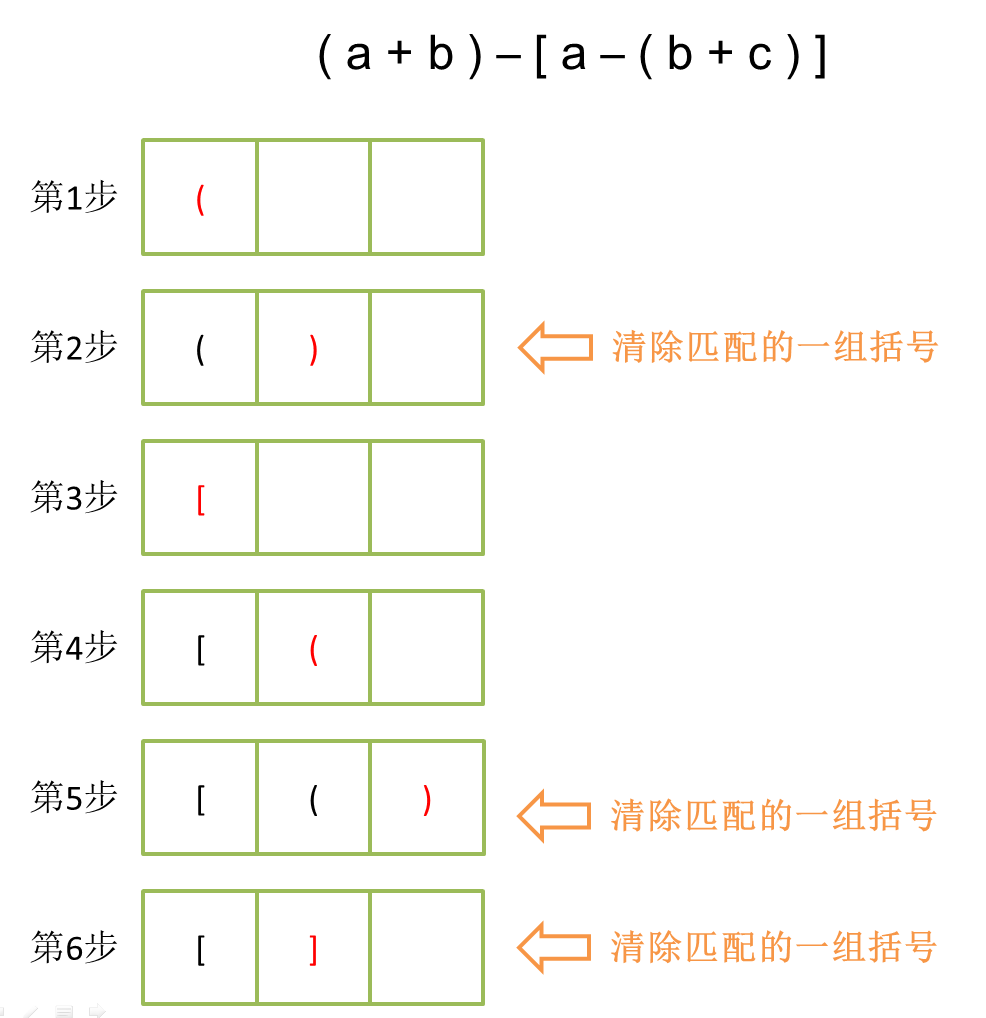 (a+b)–[a–(b+c)]
第1步 (
第2步 ( ) 清除匹配的一组括号
第3步 [
第4步 [ (
第5步 [ ( ) 清除匹配的一组括号
第6步 [ ] 清除匹配的一组括号